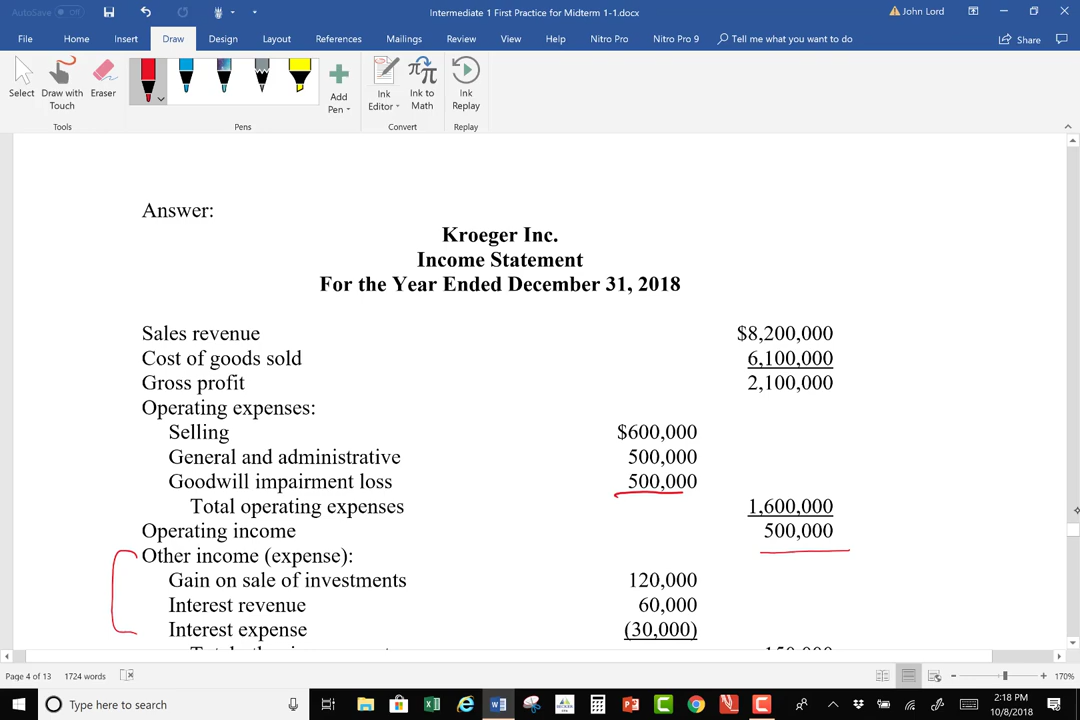 AutoSave Off
Intermediate 1 First Practice for Midterm 1-1.docx
John Lord
File Home Insert Draw Design Layout References Mailings Review View Help Nitro Pro Nitro Pro 9 Tell me what you want to do
Share
Select
Draw with Touch
Eraser
Add Pen
Ink Editor
Ink to Math
Ink Replay
Tools
Pens
Convert
Replay
Answer:
Kroeger Inc.
Income Statement
For the Year Ended December 31, 2018
Sales revenue $8,200,000
Cost of goods sold 6,100,000
Gross profit 2,100,000
Operating expenses:
Selling $600,000
General and administrative 500,000
Goodwill impairment loss 500,000
Total operating expenses 1,600,000
Operating income 500,000
Other income (expense):
Gain on sale of investments 120,000
Interest revenue 60,000
Interest expense (30,000)
Page 4 of 13 1724 words 170%
Type here to search
2:18 PM
10/8/2018